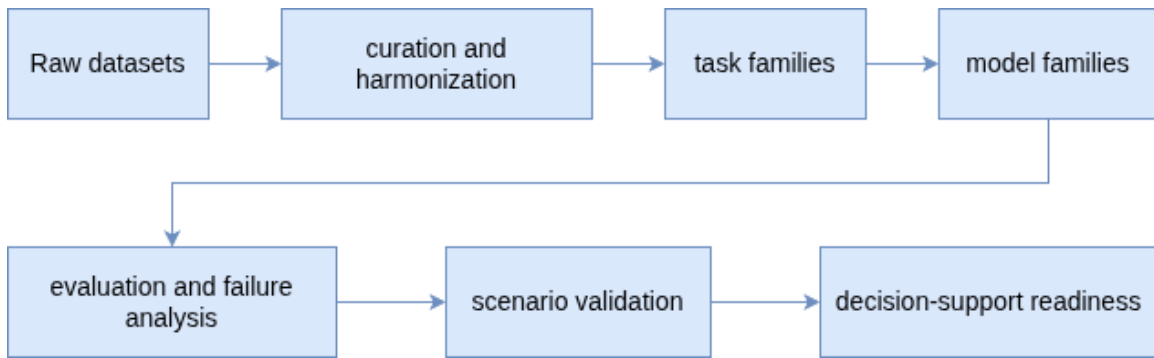 Raw datasets
curation and
harmonization
task families
model families
evaluation and failure
analysis
scenario validation
decision-support readiness